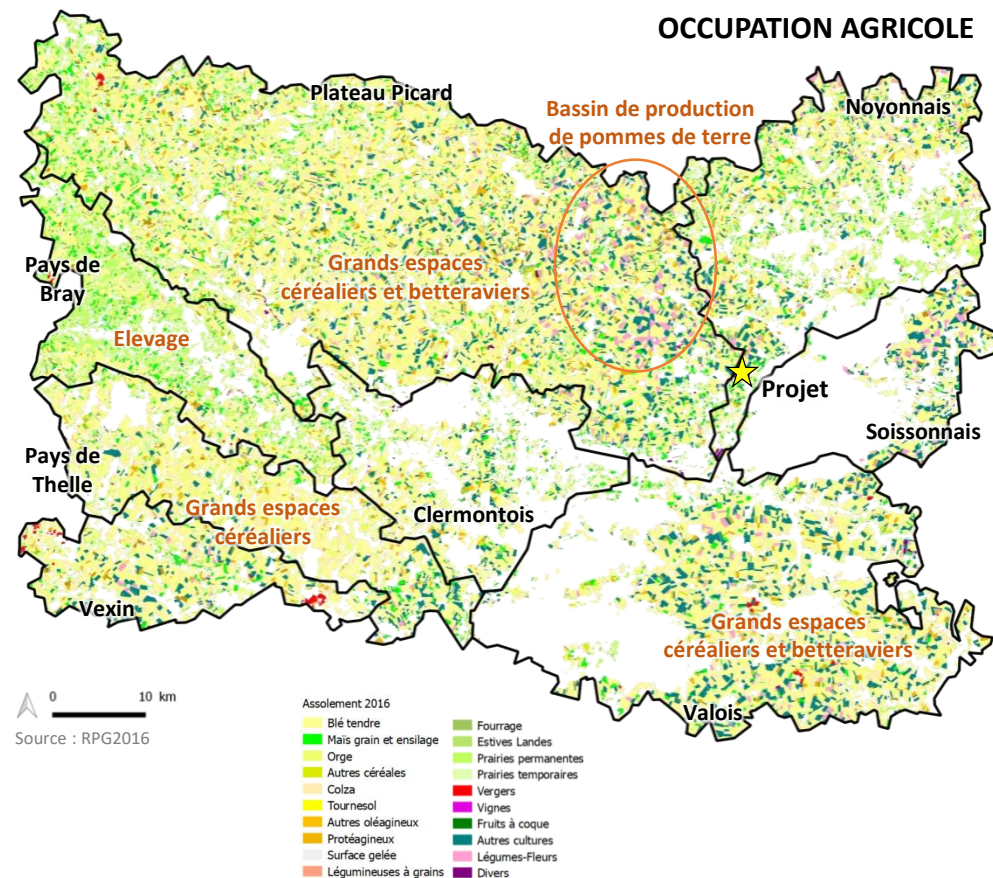 OCCUPATION AGRICOLE
Plateau Picard
Bassin de production
de pommes de terre
Noyonnais
Pays de
Bray
Grands espaces
céréaliers et betteraviers
Elevage
Projet
Soissonnais
Pays de
Thelle
Grands espaces
céréaliers
Clermontois
Vexin
Grands espaces
céréaliers et betteraviers
Valois
0 10 km
Source : RPG2016
Assolement 2016
Blé tendre
Maïs grain et ensilage
Orge
Autres céréales
Colza
Tournesol
Autres oléagineux
Protéagineux
Surface gelée
Légumineuses à grains
Fourrage
Estives Landes
Prairies permanentes
Prairies temporaires
Vergers
Vignes
Fruits à coque
Autres cultures
Légumes-Fleurs
Divers